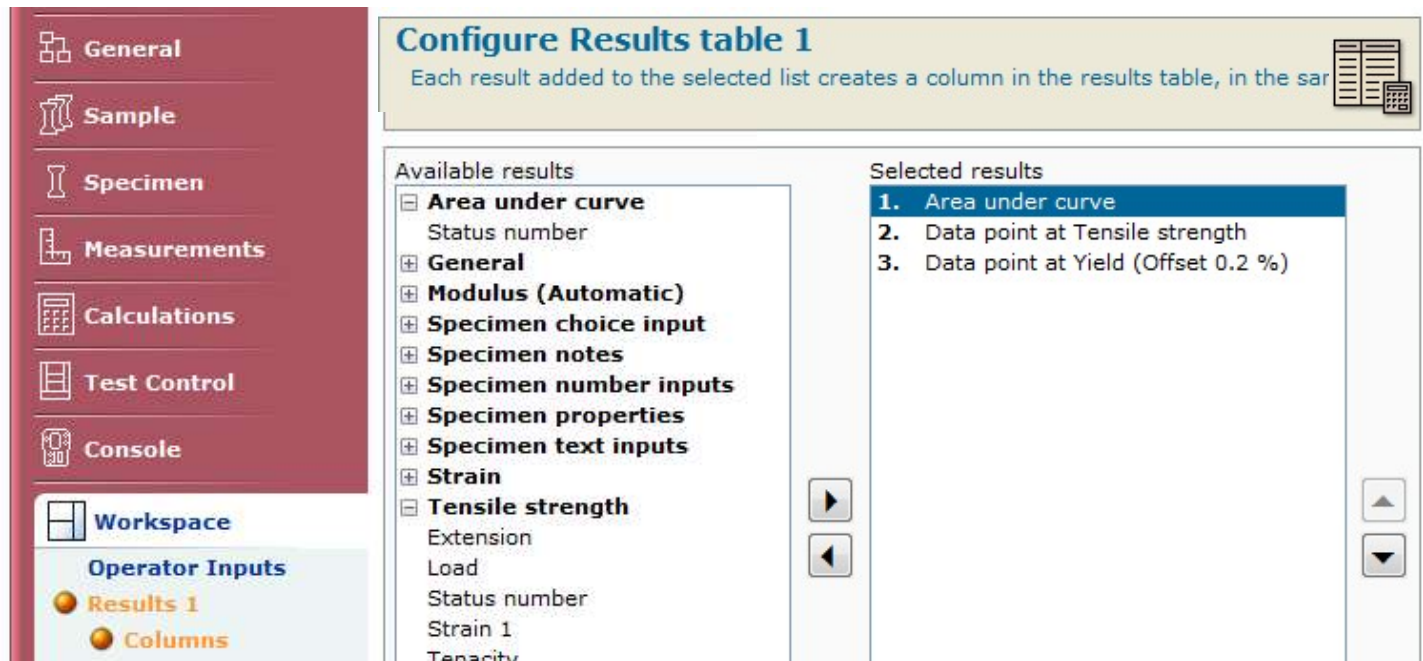 General
Sample
Specimen
Measurements
Calculations
Test Control
Console
Workspace
Operator Inputs
Results 1
Columns
Configure Results table 1
Each result added to the selected list creates a column in the results table, in the sar
Available results
Area under curve
Status number
General
Modulus (Automatic)
Specimen choice input
Specimen notes
Specimen number inputs
Specimen properties
Specimen text inputs
Strain
Tensile strength
Extension
Load
Status number
Strain 1
Tenacity
Selected results
1. Area under curve
2. Data point at Tensile strength
3. Data point at Yield (Offset 0.2 %)